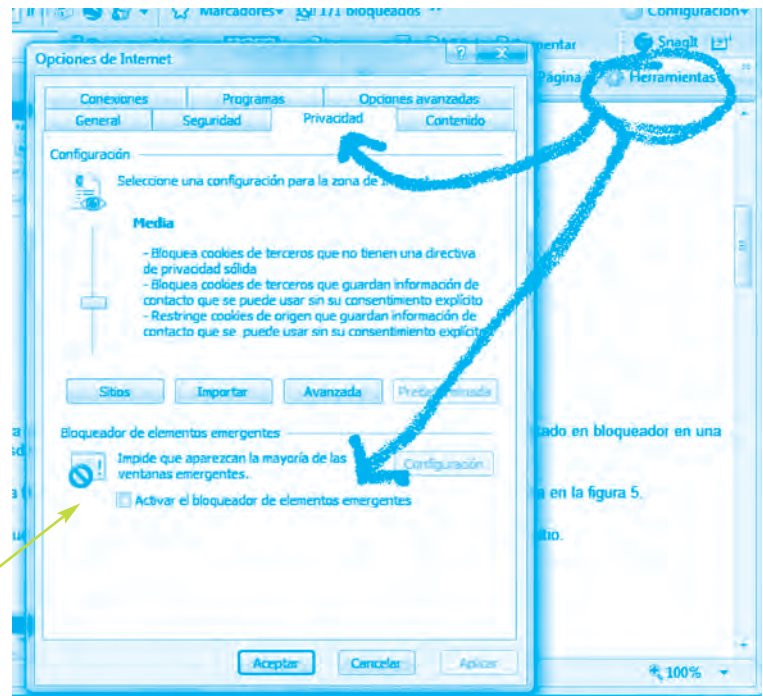 Marcadores
171 bloqueados
Configuración
SnagIt
Página
Herramientas
Opciones de Internet
Conexiones Programas Opciones avanzadas
General Seguridad Privacidad Contenido
Configuración
Seleccione una configuración para la zona de
Media
- Bloquea cookies de terceros que no tienen una directiva
de privacidad sólida
- Bloquea cookies de terceros que guardan información de
contacto que se puede usar sin su consentimiento explícito
- Restringe cookies de origen que guardan información de
contacto que se puede usar sin su consentimiento explícito
Sitios Importar Avanzada Predeterminada
Bloqueador de elementos emergentes
Impide que aparezcan la mayoría de las
ventanas emergentes.
Configuración
Activar el bloqueador de elementos emergentes
en bloqueador en una
en la figura 5.
Aceptar Cancelar Aplicar
100%